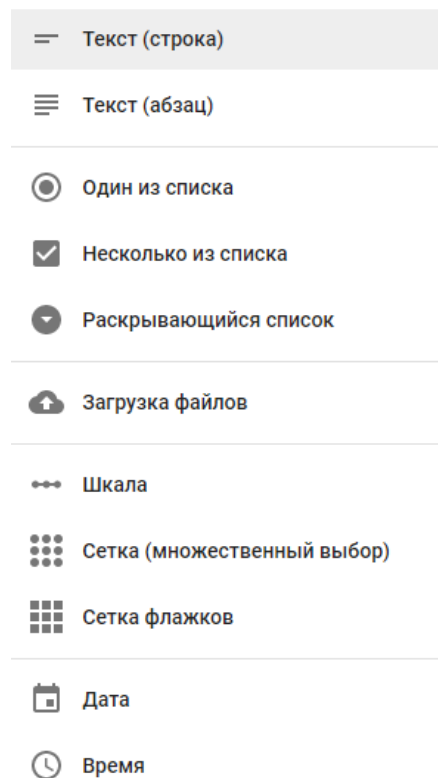 Текст (строка)
Текст (абзац)
Один из списка
Несколько из списка
Раскрывающийся список
Загрузка файлов
Шкала
Сетка (множественный выбор)
Сетка флажков
Дата
Время